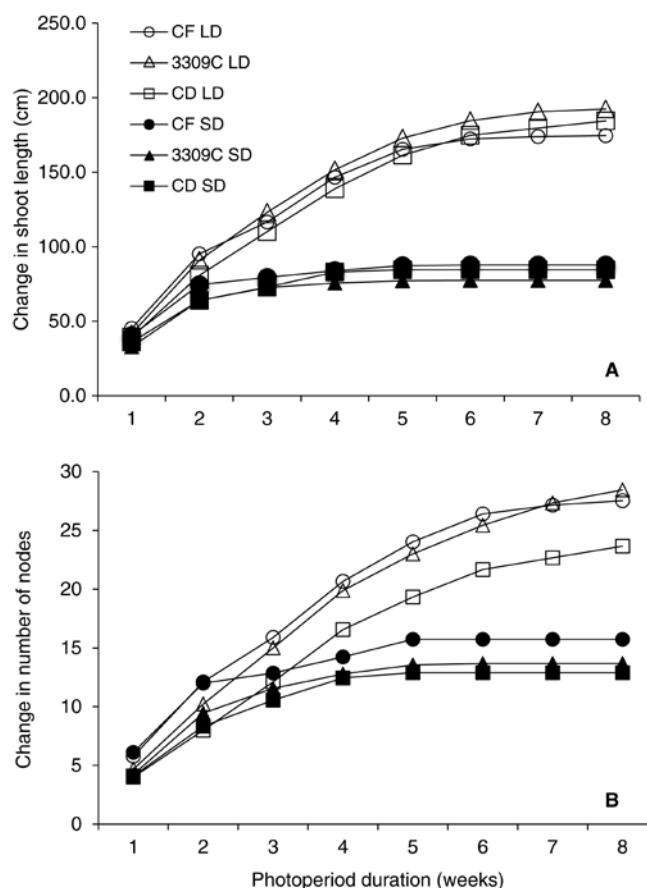 250.0
200.0
150.0
100.0
50.0
0.0
Change in shoot length (cm)
CF LD
3309C LD
CD LD
CF SD
3309C SD
CD SD
A
1 2 3 4 5 6 7 8
30
25
20
15
10
5
0
Change in number of nodes
B
1 2 3 4 5 6 7 8
Photoperiod duration (weeks)